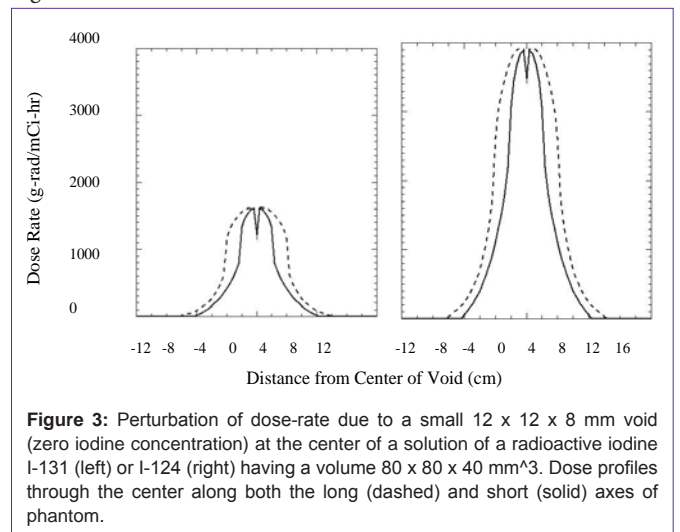 4000
3000
2000
1000
0
Dose Rate (g-rad/mCi-hr)
-12 -8 -4 0 4 8 12
-12 -8 -4 0 4 8 12 16
Distance from Center of Void (cm)
Figure 3: Perturbation of dose-rate due to a small 12 x 12 x 8 mm void
(zero iodine concentration) at the center of a solution of a radioactive iodine
I-131 (left) or I-124 (right) having a volume 80 x 80 x 40 mm^3. Dose profiles
through the center along both the long (dashed) and short (solid) axes of
phantom.